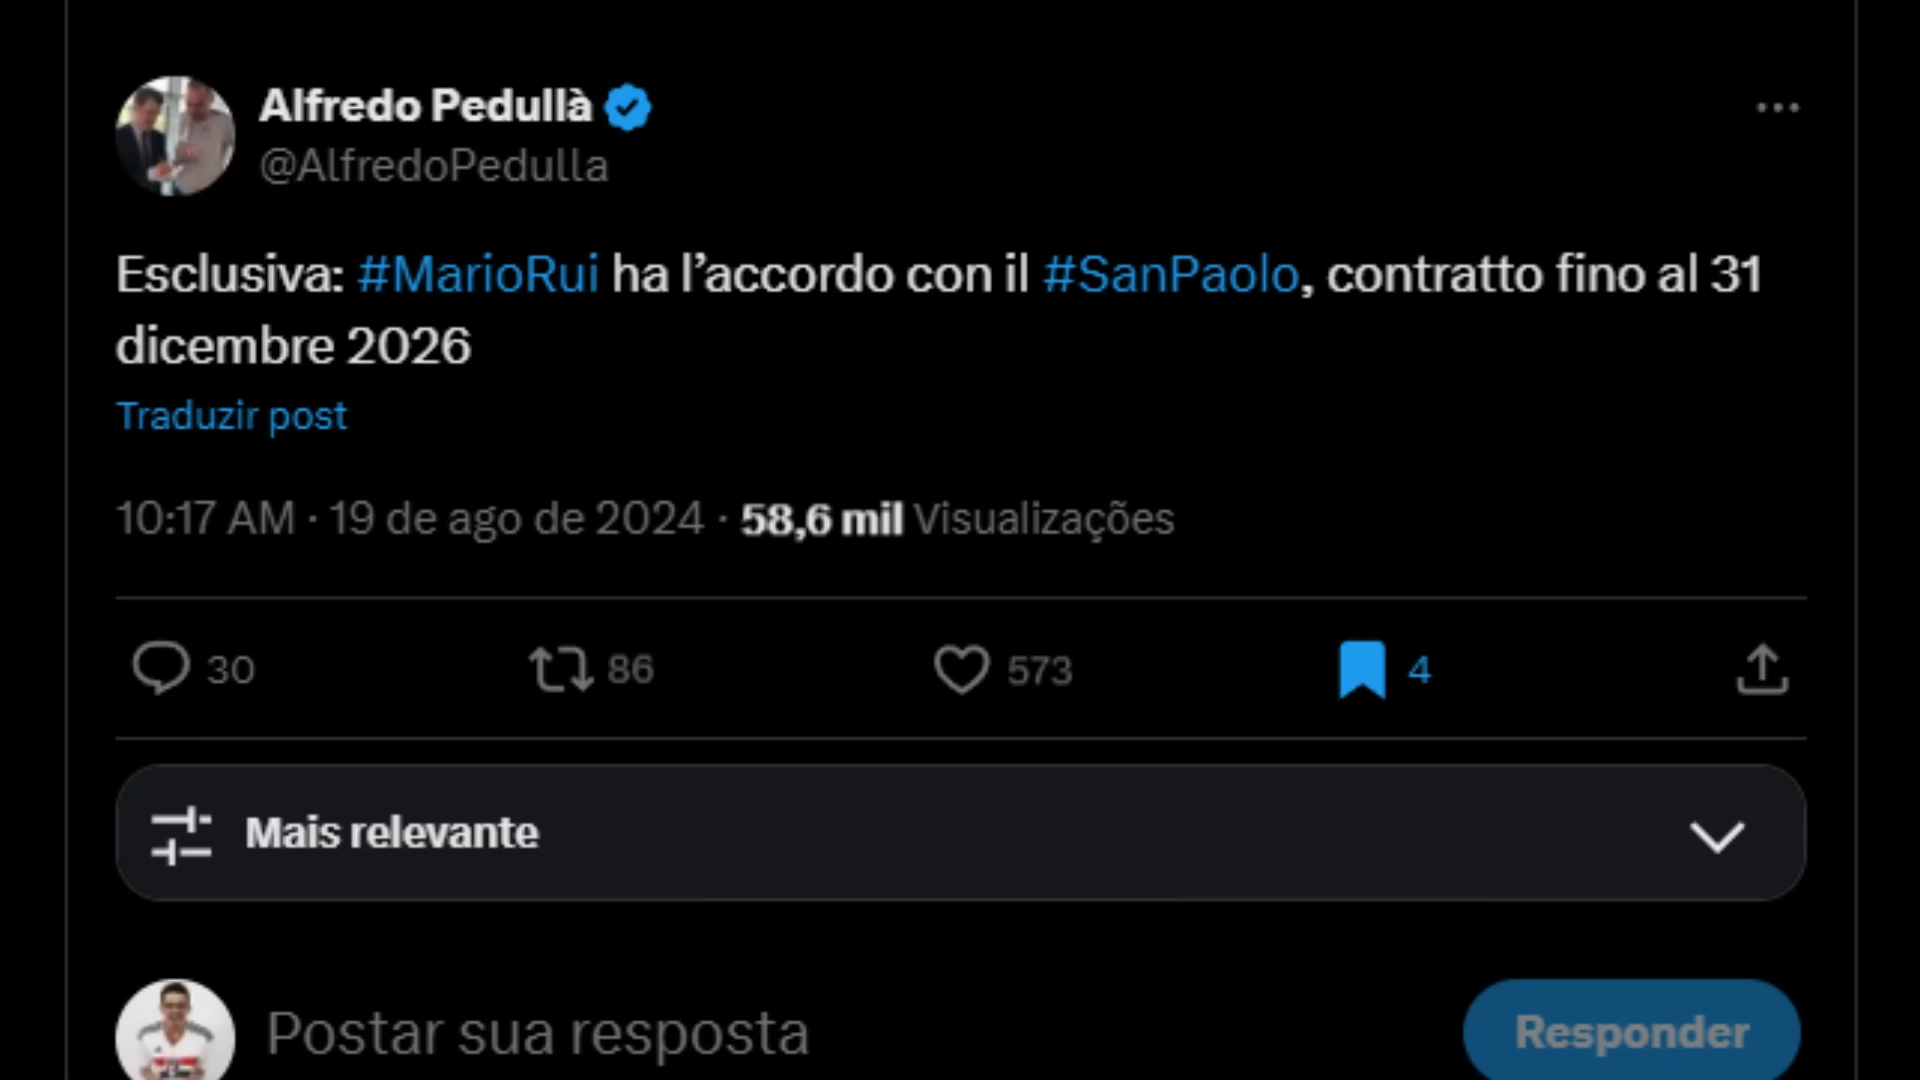 Alfredo Pedullà
@AlfredoPedulla
Esclusiva: #MarioRui ha l’accordo con il #SanPaolo, contratto fino al 31
dicembre 2026
Traduzir post
10:17 AM · 19 de ago de 2024 · 58,6 mil Visualizações
30 86 573 4
Mais relevante
Postar sua resposta
Responder